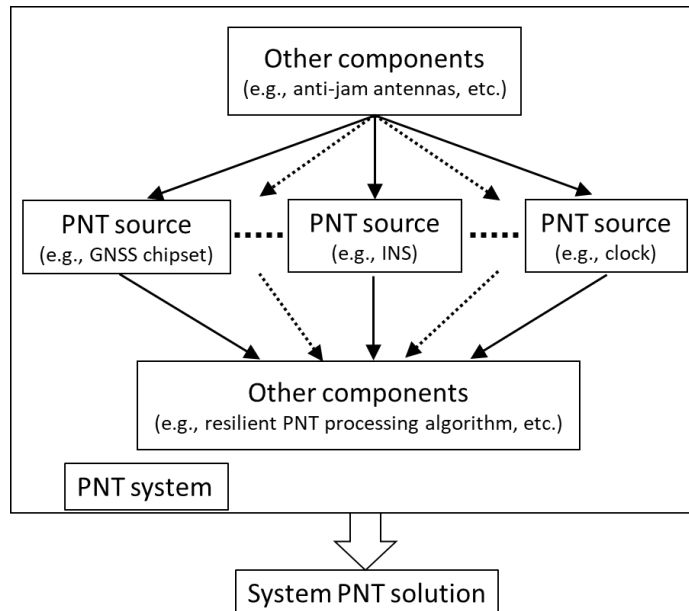 Other components
(e.g., anti-jam antennas, etc.)
PNT source
(e.g., GNSS chipset)
PNT source
(e.g., INS)
PNT source
(e.g., clock)
Other components
(e.g., resilient PNT processing algorithm, etc.)
PNT system
System PNT solution